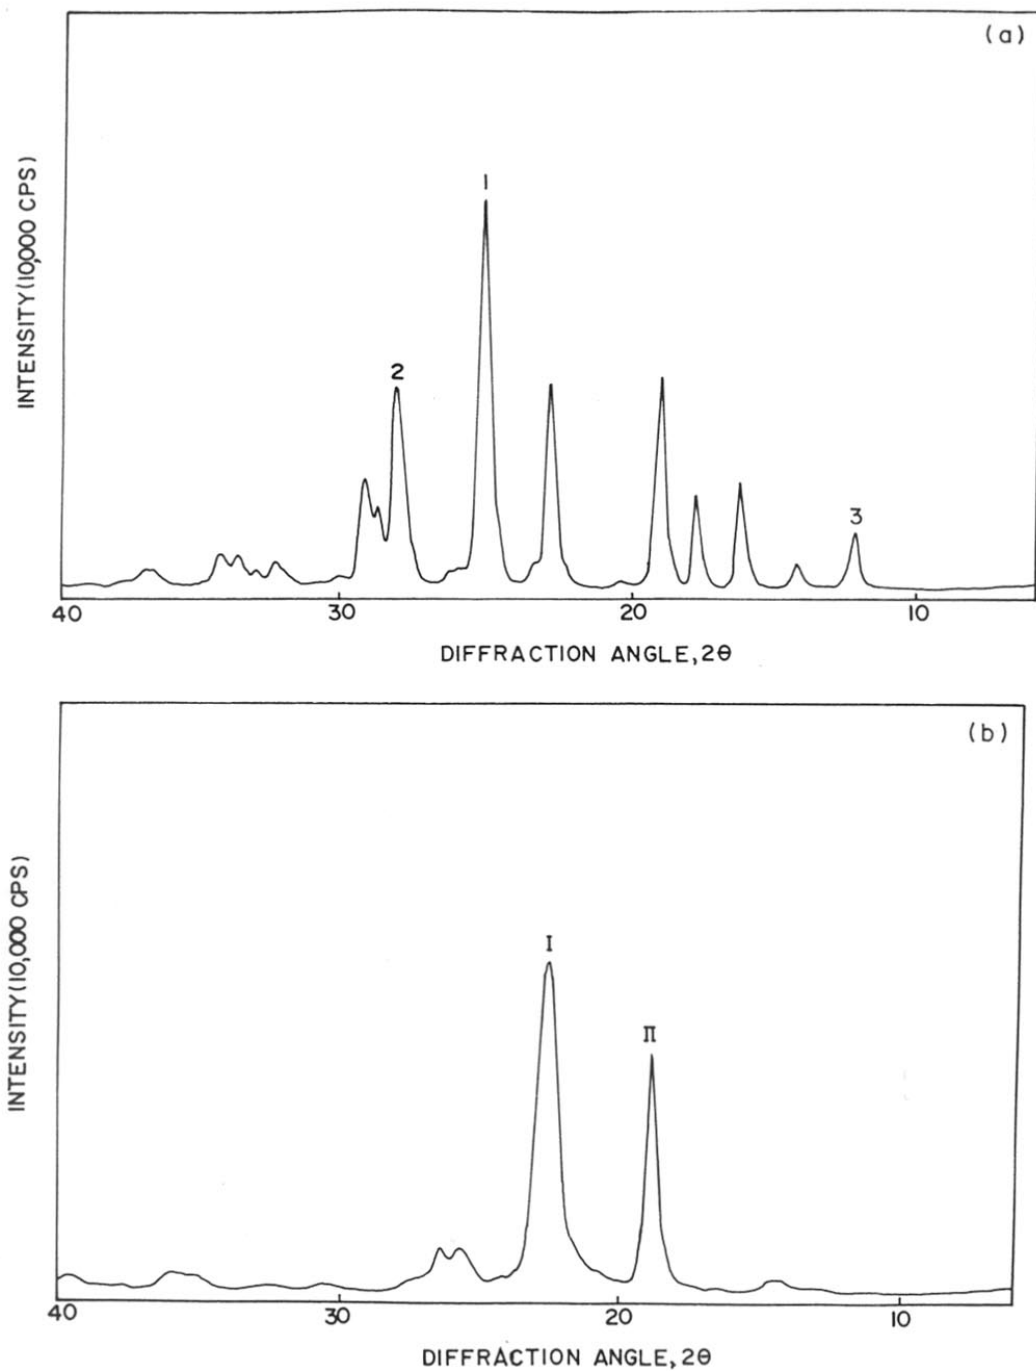 (a)
INTENSITY(10,000 CPS)
1
2
3
40 30 20 10
DIFFRACTION ANGLE,2θ
(b)
INTENSITY(10,000 CPS)
I
II
40 30 20 10
DIFFRACTION ANGLE,2θ